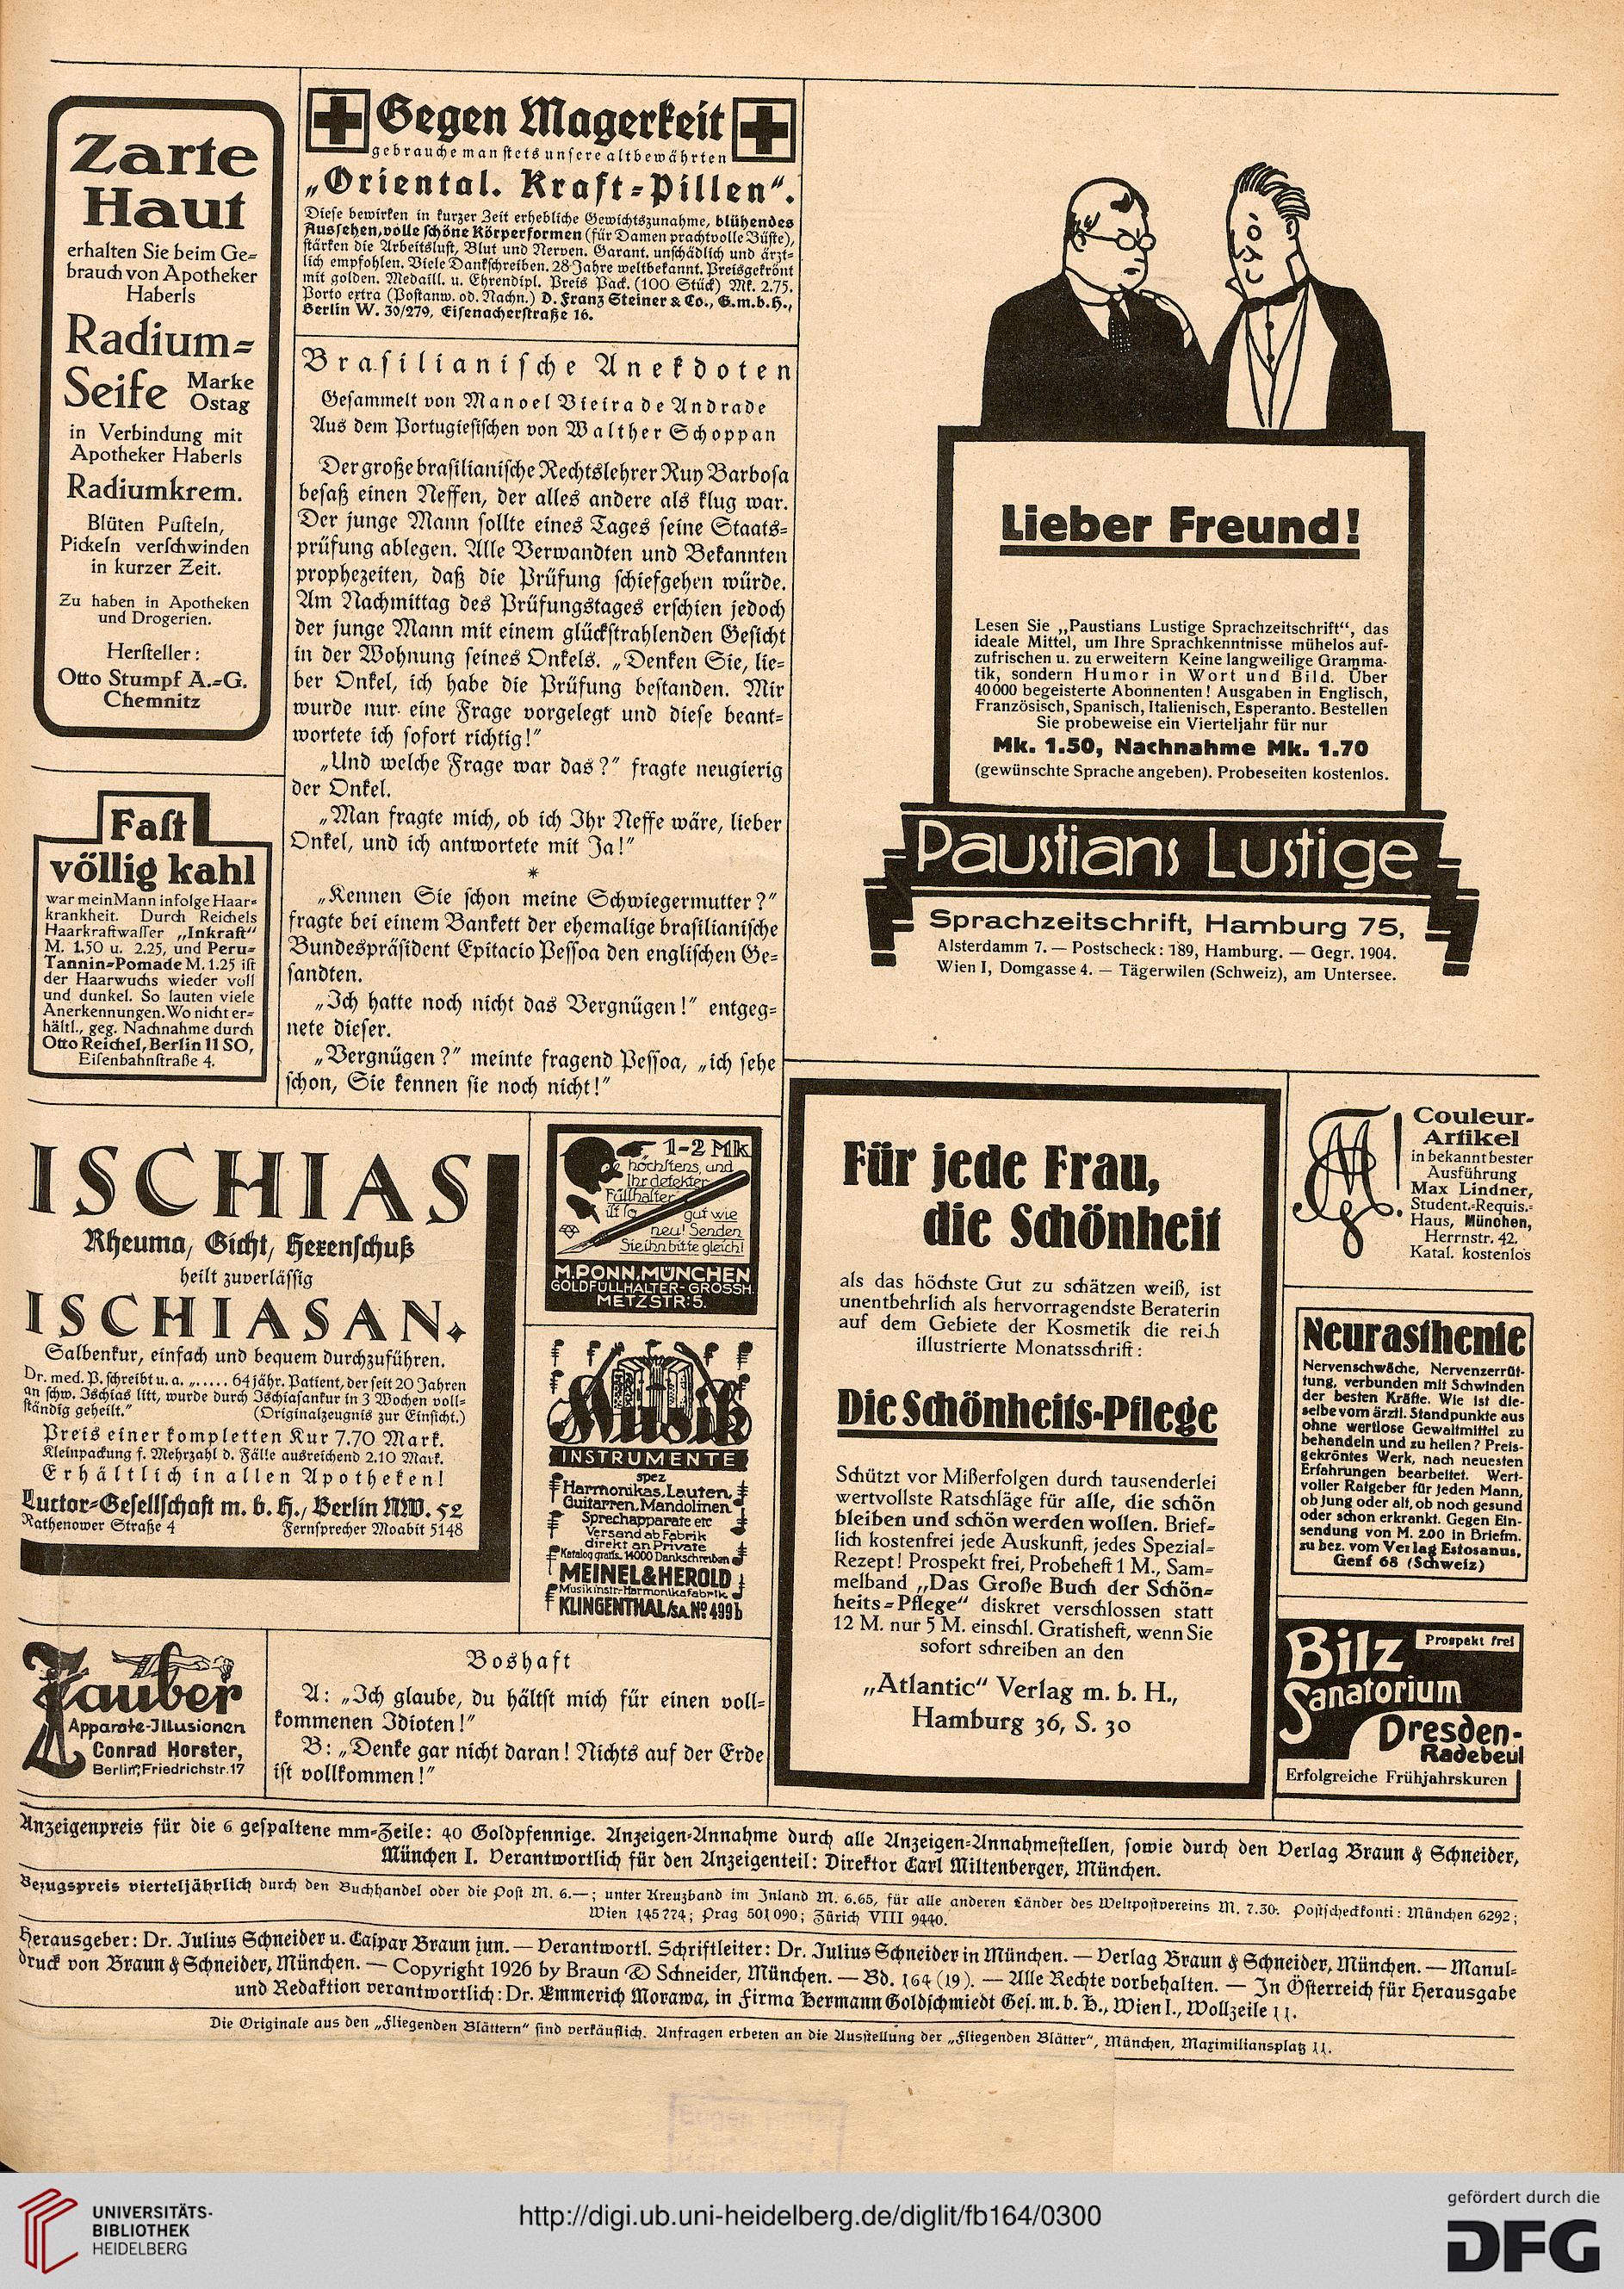 Zarte
Haut
erhalten Sie beim Ge-
brauch von Apotheker
Haberls
Radium-
Seife Marke
Ostag
in Verbindung mit
Apotheker Haberls
Radiumkrem.
Blüten Pusteln,
Pickeln verschwinden
in kurzer Zeit.
Zu haben in Apotheken
und Drogerien.
Hersteller:
Otto Stumpf A.-G.
Chemnitz
Fast
völlig kahl
war mein Mann infolge Haar-
krankheit. Durch Reichels
Haarkraftwasser „Inkraft“
M. 1.50 u. 2.25, und Peru-
Tannin-Pomade M. 1.25 ist
der Haarwuchs wieder voll
und dunkel. So lauten viele
Anerkennungen. Wo nicht er-
hältl., geg. Nachnahme durch
Otto Reichel, Berlin 11 SO,
Eisenbahnstraße 4.
Gegen Magerkeit
gebrauche man stets unsere altbewährten
„Oriental. Kraft-Pillen“.
Diese bewirken in kurzer Zeit erhebliche Gewichtszunahme, blühendes
Aussehen, volle schöne Körperformen (für Damen prachtvolle Büste),
stärken die Arbeitslust, Blut und Nerven. Garant. unschädlich und ärzt-
lich empfohlen. Viele Dankschreiben. 28 Jahre weltbekannt. Preisgekrönt
mit golden. Medaill. u. Ehrendipl. Preis Pack. (100 Stück) Mk. 2.75.
Porto extra (Postanw. od. Nachn.) D. Franz Steiner & Co., G.m.b.H.,
Berlin W. 30/279, Eisenacherstraße 16.
Brasilianische Anekdoten
Gesammelt von Manoel Vieira de Andrade
Aus dem Portugiesischen von Walther Schoppan
Der große brasilianische Rechtslehrer Ruy Barbosa
besaß einen Neffen, der alles andere als klug war.
Der junge Mann sollte eines Tages seine Staats-
prüfung ablegen. Alle Verwandten und Bekannten
prophezeiten, daß die Prüfung schiefgehen würde.
Am Nachmittag des Prüfungstages erschien jedoch
der junge Mann mit einem glückstrahlenden Gesicht
in der Wohnung seines Onkels. „Denken Sie, lie-
ber Onkel, ich habe die Prüfung bestanden. Mir
wurde nur eine Frage vorgelegt und diese beant-
wortete ich sofort richtig!“
„Und welche Frage war das?“ fragte neugierig
der Onkel.
„Man fragte mich, ob ich Ihr Neffe wäre, lieber
Onkel, und ich antwortete mit Ja!“
*
„Kennen Sie schon meine Schwiegermutter?“
fragte bei einem Bankett der ehemalige brasilianische
Bundespräsident Epitacio Pessoa den englischen Ge-
sandten.
„Ich hatte noch nicht das Vergnügen!“ entgeg-
nete dieser.
„Vergnügen?“ meinte fragend Pessoa, „ich sehe
schon, Sie kennen sie noch nicht!“
Lieber Freund!
Lesen Sie „Paustians Lustige Sprachzeitschrift“, das
ideale Mittel, um Ihre Sprachkenntnisse mühelos auf-
zufrischen u. zu erweitern Keine langweilige Gramma-
tik, sondern Humor in Wort und Bild. Über
40000 begeisterte Abonnenten! Ausgaben in Englisch,
Französisch, Spanisch, Italienisch, Esperanto. Bestellen
Sie probeweise ein Vierteljahr für nur
Mk. 1.50, Nachnahme Mk. 1.70
(gewünschte Sprache angeben). Probeseiten kostenlos.
Paustians Lustige
Sprachzeitschrift, Hamburg 75,
Alsterdamm 7. — Postscheck: 189, Hamburg. — Gegr. 1904.
Wien I, Domgasse 4. — Tägerwilen (Schweiz), am Untersee.
ISCHIAS
Rheuma, Gicht, Hexenschuß
heilt zuverlässig
ISCHIASAN.
Salbenkur, einfach und bequem durchzuführen.
Dr. med. P. schreibt u. a. „..... 64 jähr. Patient, der seit 20 Jahren
an schw. Ischias litt, wurde durch Ischiasankur in 3 Wochen voll-
ständig geheilt.“ (Originalzeugnis zur Einsicht.)
Preis einer kompletten Kur 7.70 Mark.
Kleinpackung f. Mehrzahl d. Fälle ausreichend 2.10 Mark.
Erhältlich in allen Apotheken!
Luctor-Gesellschaft m. b. H., Berlin NW. 52
Rathenower Straße 4 Fernsprecher Moabit 5148
1-2 Mk
höchstens, und
Ihr defekter
Füllhalter
ist so gut wie
neu! Senden
Sie ihn bitte gleich!
M. PONN, MÜNCHEN
GOLDFÜLLHALTER-GROSSH.
METZSTR: 5.
Musik
INSTRUMENTE
spez
Harmonikas, Lauten,
Guitarren, Mandolinen
Sprechapparate etc
Versand ab Fabrik
direkt an Private
Katalog gratis. 14000 Dankschreiben
MEINEL & HEROLD
Musikinstr.-Harmonikafabrik
KLINGENTHAL/SA. No 499b
Für jede Frau,
die Schönheit
als das höchste Gut zu schätzen weiß, ist
unentbehrlich als hervorragendste Beraterin
auf dem Gebiete der Kosmetik die reich
illustrierte Monatsschrift:
Die Schönheits-Pflege
Schützt vor Mißerfolgen durch tausenderlei
wertvollste Ratschläge für alle, die schön
bleiben und schön werden wollen. Brief-
lich kostenfrei jede Auskunft, jedes Spezial-
Rezept! Prospekt frei, Probeheft 1 M., Sam-
melband „Das Große Buch der Schön-
heits-Pflege“ diskret verschlossen statt
12 M. nur 5 M. einschl. Gratisheft, wenn Sie
sofort schreiben an den
„Atlantic“ Verlag m. b. H.,
Hamburg 36, S. 30
Couleur-
Artikel
in bekannt bester
Ausführung
Max Lindner,
Student.-Requis.-
Haus, München,
Herrnstr. 42.
Katal. kostenlos
Neurasthenie
Nervenschwäche, Nervenzerrüt-
tung, verbunden mit Schwinden
der besten Kräfte. Wie ist die-
selbe vom ärztl. Standpunkte aus
ohne wertlose Gewaltmittel zu
behandeln und zu heilen? Preis-
gekröntes Werk, nach neuesten
Erfahrungen bearbeitet. Wert-
voller Ratgeber für jeden Mann,
ob jung oder alt, ob noch gesund
oder schon erkrankt. Gegen Ein-
sendung von M. 2.00 in Briefm.
zu bez. vom Verlag Estosanus,
Genf 68 (Schweiz)
Bilz Prospekt frei
Sanatorium
Dresden-
Radebeul
Erfolgreiche Frühjahrskuren
Zauber
Apparate-Illusionen
Conrad Horster,
Berlin, Friedrichstr. 17
Boshaft
A: „Ich glaube, du hältst mich für einen voll-
kommenen Idioten!“
B: „Denke gar nicht daran! Nichts auf der Erde
ist vollkommen!“
Anzeigenpreis für die 6 gespaltene mm-Zeile: 40 Goldpfennige. Anzeigen-Annahme durch alle Anzeigen-Annahmestellen, sowie durch den Verlag Braun & Schneider,
München I. Verantwortlich für den Anzeigenteil: Direktor Carl Miltenberger, München.
Bezugspreis vierteljährlich durch den Buchhandel oder die Post M. 6.—; unter Kreuzband im Inland M. 6.65, für alle anderen Länder des Weltpostvereins M. 7.30. Postscheckkonti: München 6292;
Wien 145774; Prag 501090; Zürich VIII 9440.
Herausgeber: Dr. Julius Schneider u. Caspar Braun jun. — Verantwortl. Schriftleiter: Dr. Julius Schneider in München. — Verlag Braun & Schneider, München. — Manul-
druck von Braun & Schneider, München. — Copyright 1926 by Braun & Schneider, München. — Bd. 164 (19). — Alle Rechte vorbehalten. — In Österreich für Herausgabe
und Redaktion verantwortlich: Dr. Emmerich Morawa, in Firma Hermann Goldschmiedt Ges. m. b. H., Wien I., Wollzeile 11.
Die Originale aus den „Fliegenden Blättern“ sind verkäuflich. Anfragen erbeten an die Ausstellung der „Fliegenden Blätter“, München, Maximiliansplatz 11.
UNIVERSITÄTS-
BIBLIOTHEK
HEIDELBERG
http://digi.ub.uni-heidelberg.de/diglit/fb164/0300
gefördert durch die
DFG